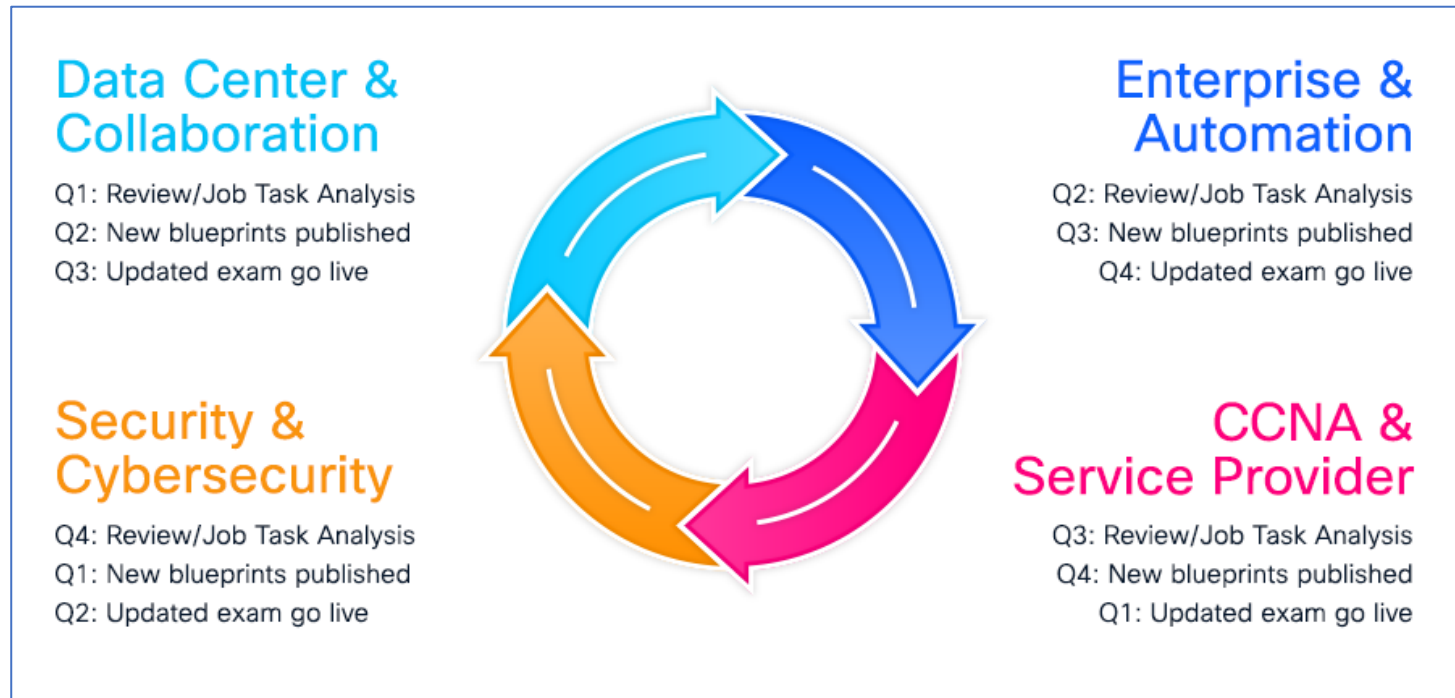 Data Center &
Collaboration
Q1: Review/Job Task Analysis
Q2: New blueprints published
Q3: Updated exam go live
Enterprise &
Automation
Q2: Review/Job Task Analysis
Q3: New blueprints published
Q4: Updated exam go live
Security &
Cybersecurity
Q4: Review/Job Task Analysis
Q1: New blueprints published
Q2: Updated exam go live
CCNA &
Service Provider
Q3: Review/Job Task Analysis
Q4: New blueprints published
Q1: Updated exam go live